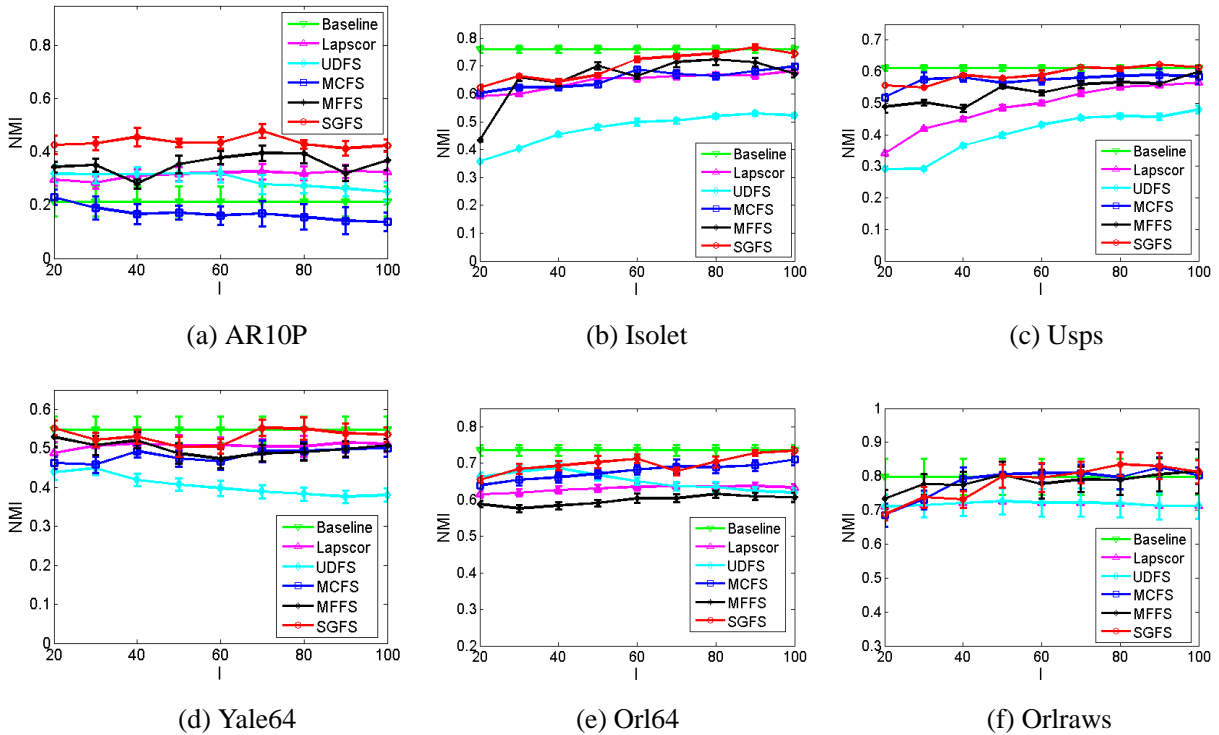 NMI
0.8
0.6
0.4
0.2
0
20
40
60
80
100
l
Baseline
Lapscor
UDFS
MCFS
MFFS
SGFS
(a) AR10P
NMI
0.8
0.7
0.6
0.5
0.4
0.3
0.2
0.1
0
20
40
60
80
100
l
Baseline
Lapscor
UDFS
MCFS
MFFS
SGFS
(b) Isolet
NMI
0.7
0.6
0.5
0.4
0.3
0.2
0.1
0
20
40
60
80
100
l
Baseline
Lapscor
UDFS
MCFS
MFFS
SGFS
(c) Usps
NMI
0.6
0.5
0.4
0.3
0.2
0.1
0
20
40
60
80
100
l
Baseline
Lapscor
UDFS
MCFS
MFFS
SGFS
(d) Yale64
NMI
0.8
0.7
0.6
0.5
0.4
0.3
0.2
20
40
60
80
100
l
Baseline
Lapscor
UDFS
MCFS
MFFS
SGFS
(e) Orl64
NMI
1
0.9
0.8
0.7
0.6
0.5
0.4
0.3
20
40
60
80
100
l
Baseline
Lapscor
UDFS
MCFS
MFFS
SGFS
(f) Orlraws